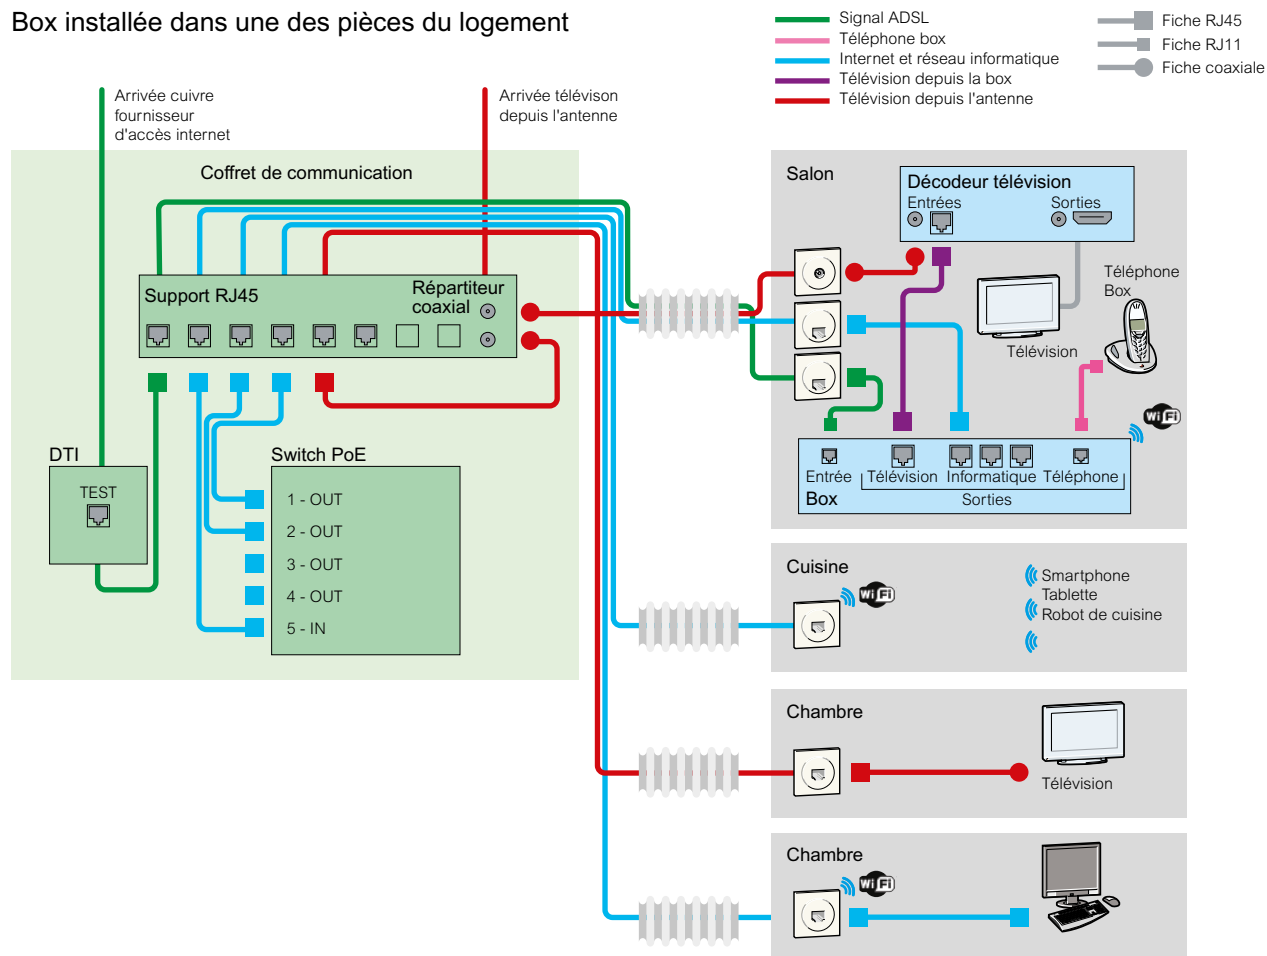 Box installée dans une des pièces du logement
Signal ADSL
Téléphone box
Internet et réseau informatique
Télévision depuis la box
Télévision depuis l'antenne
Fiche RJ45
Fiche RJ11
Fiche coaxiale
Arrivée cuivre
fournisseur
d'accès internet
Arrivée télévison
depuis l'antenne
Coffret de communication
Support RJ45
Répartiteur
coaxial
DTI
TEST
Switch PoE
1 - OUT
2 - OUT
3 - OUT
4 - OUT
5 - IN
Salon
Décodeur télévision
Entrées
Sorties
Télévision
Téléphone
Box
Wi Fi
Entrée
Télévision
Informatique
Téléphone
Box
Sorties
Cuisine
Wi Fi
Smartphone
Tablette
Robot de cuisine
Chambre
Télévision
Chambre
Wi Fi